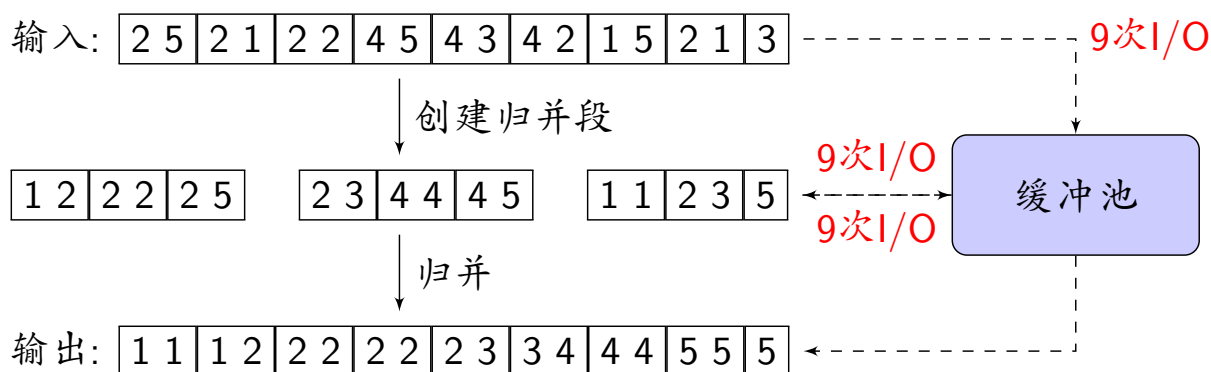 输入: 2 5 2 1 2 2 4 5 4 3 4 2 1 5 2 1 3 9次I/O
创建归并段
9次I/O
1 2 2 2 2 5 2 3 4 4 4 5 1 1 2 3 5 缓冲池
9次I/O
归并
输出: 1 1 1 2 2 2 2 2 2 3 3 4 4 4 5 5 5